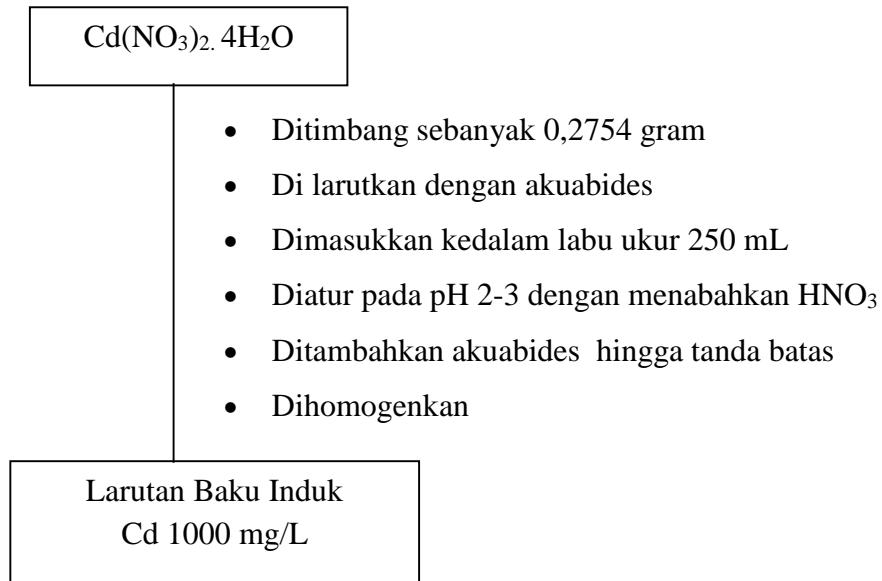 Cd(NO₃)₂. 4H₂O
• Ditimbang sebanyak 0,2754 gram
• Di larutkan dengan akuabides
• Dimasukkan kedalam labu ukur 250 mL
• Diatur pada pH 2-3 dengan menabahkan HNO₃
• Ditambahkan akuabides hingga tanda batas
• Dihomogenkan
Larutan Baku Induk
Cd 1000 mg/L